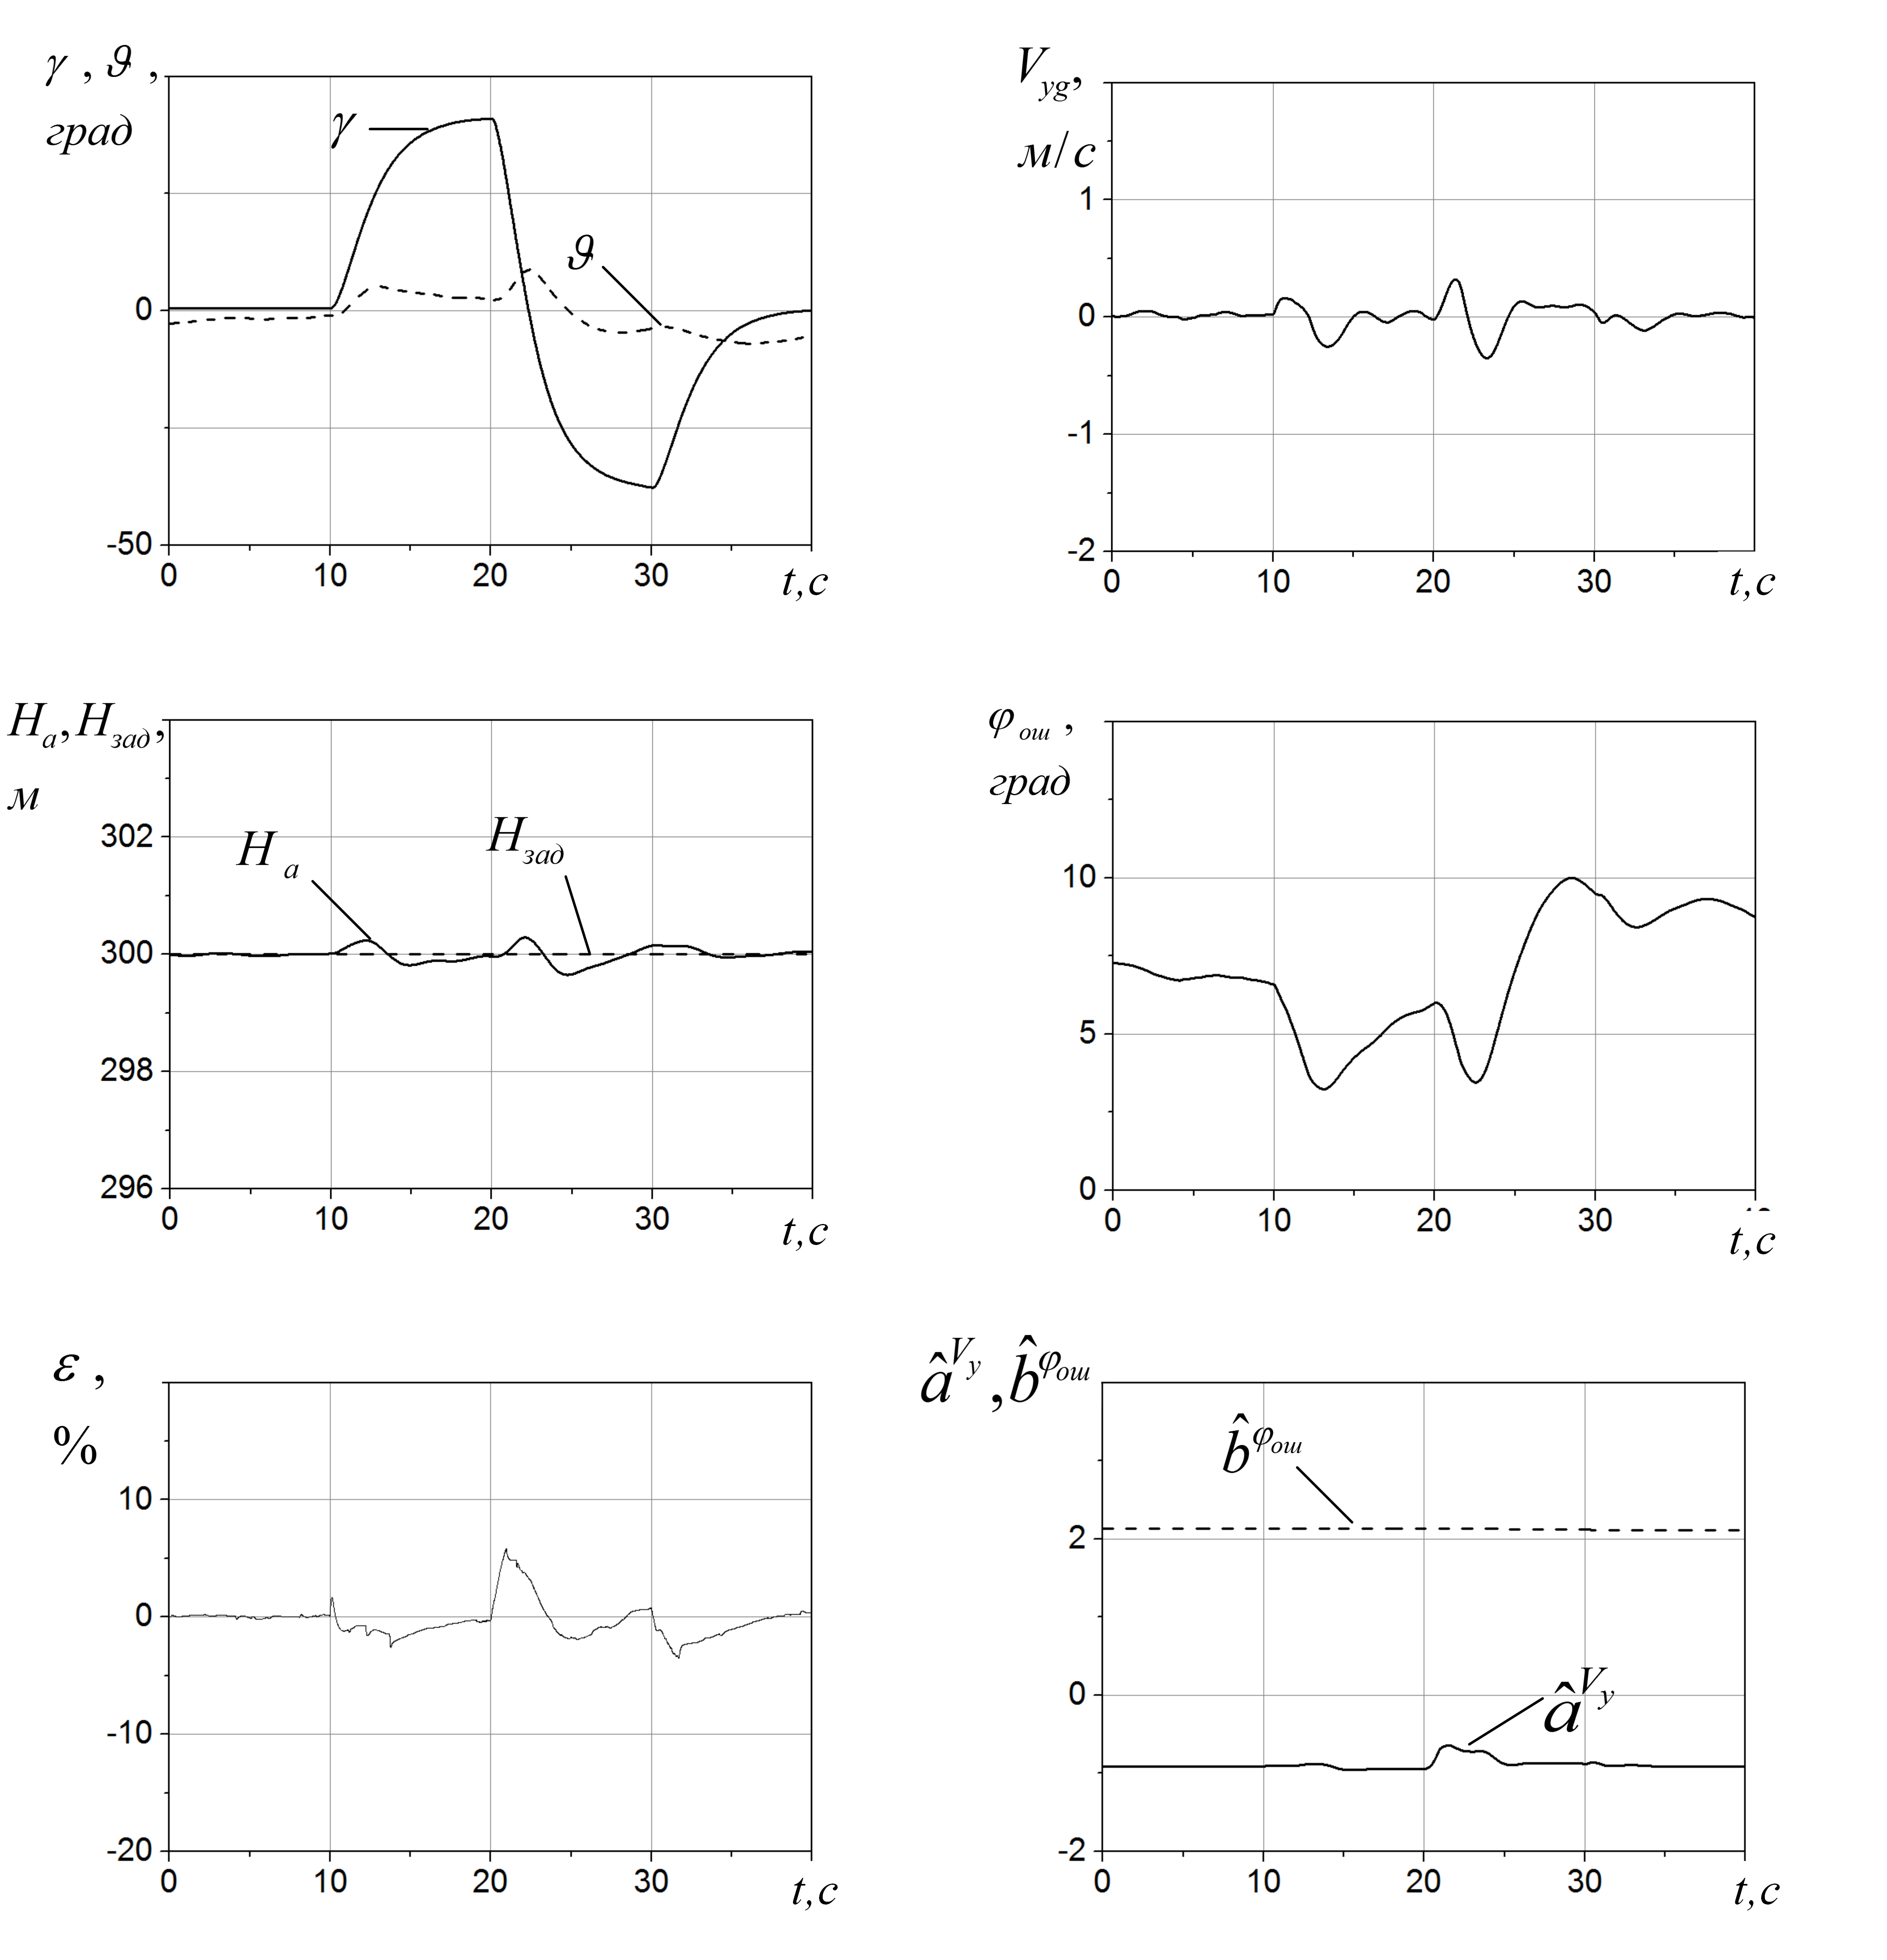 γ , ϑ ,
град
γ
ϑ
0
-50
0 10 20 30 t,c
V_yg,
м/с
1
0
-1
-2
0 10 20 30 t,c
H_a, H_зад,
м
302
300
298
296
H_a
H_зад
0 10 20 30 t,c
φ_ош ,
град
10
5
0
0 10 20 30 t,c
ε ,
%
10
0
-10
-20
0 10 20 30 t,c
â^{V_y} , b̂^{φ_ош}
b̂^{φ_ош}
2
0
â^{V_y}
-2
0 10 20 30 t,c